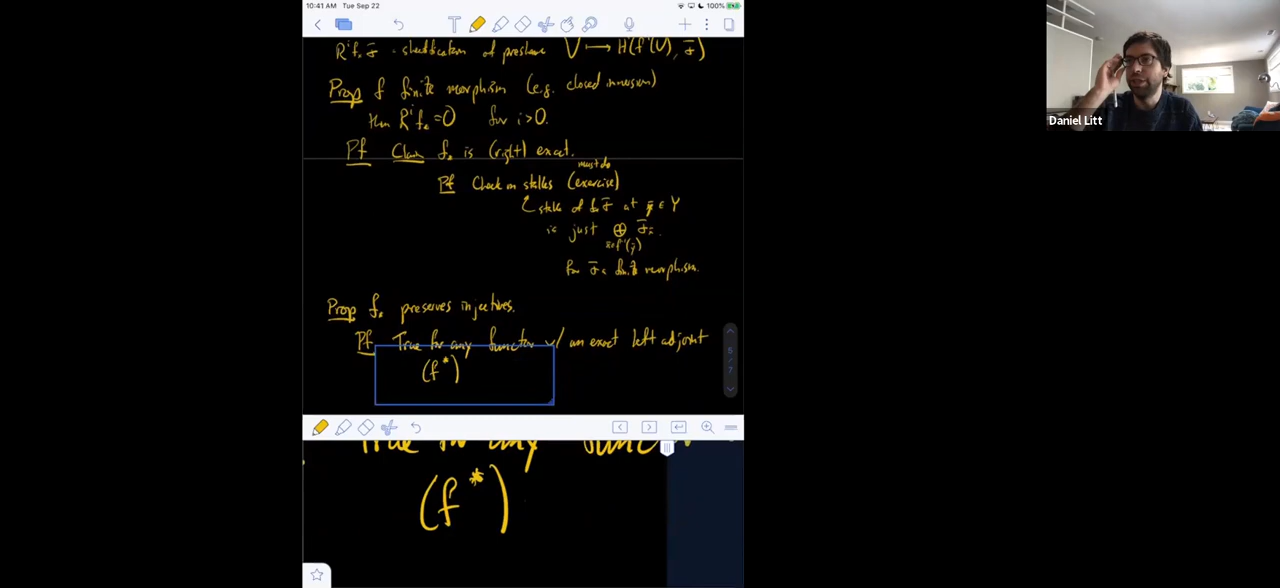 10:41 AM Tue Sep 22
100%
Rⁱf₊ℱ = sheafification of presheaf V ⟼ H(f⁻¹(V), ℱ)
Prop f finite morphism (e.g. closed immersion)
then Rⁱf₊=0 for i>0.
Pf Claim f₊ is (right) exact.
must do
Pf Check on stalks (exercise)
stalk of f₊ℱ at ȳ ∈ Y
is just ⊕ ℱx̄.
x̄∈f⁻¹(ȳ)
for a finite morphism.
Prop f₊ preserves injectives.
Pf True for any functor w/ an exact left adjoint
(f*)
5
/
7
True for any func
(f*)
Daniel Litt